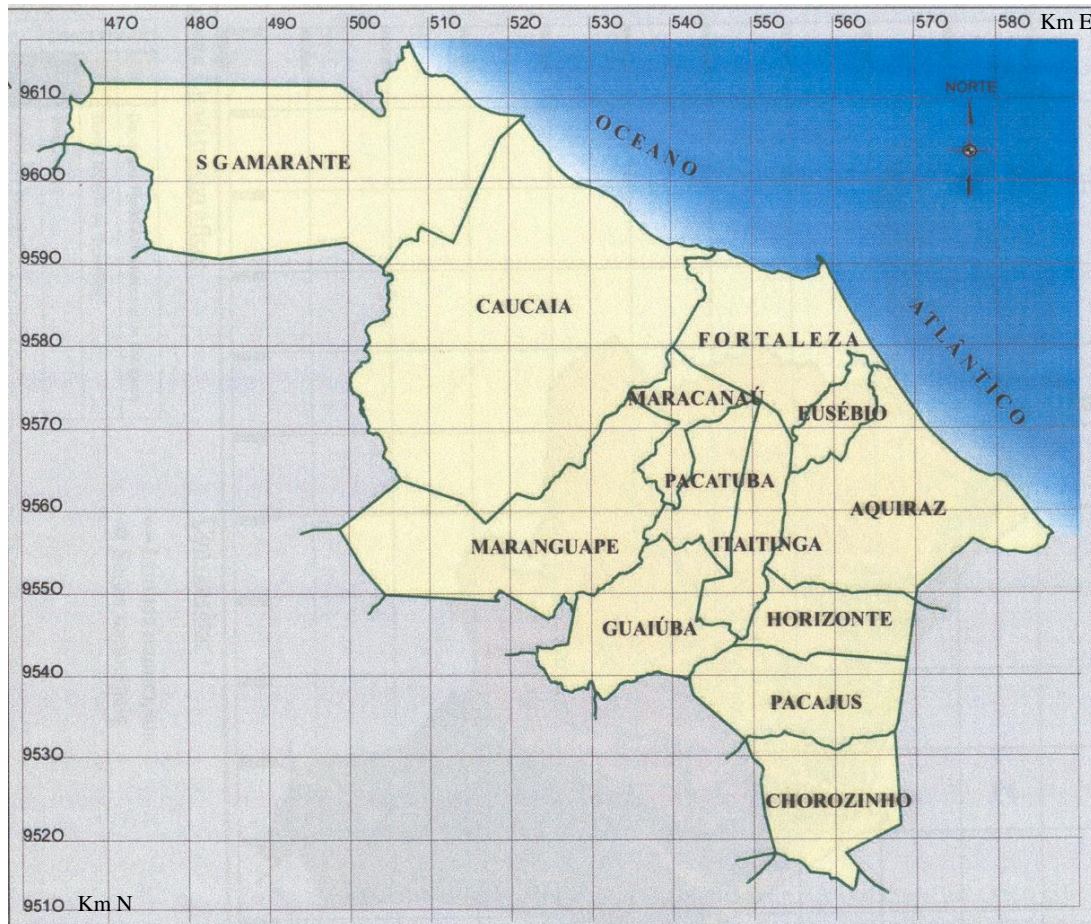 470 480 490 500 510 520 530 540 550 560 570 580 Km E
9610
NORTE
OCEANO
S G AMARANTE
9600
9590
CAUCAIA
ATLÂNTICO
9580
FORTALEZA
MARACANAÚ
EUSÉBIO
9570
PACATUBA
9560
AQUIRAZ
MARANGUAPE
ITAITINGA
9550
GUAIÚBA
HORIZONTE
9540
PACAJUS
9530
CHOROZINHO
9520
9510
Km N